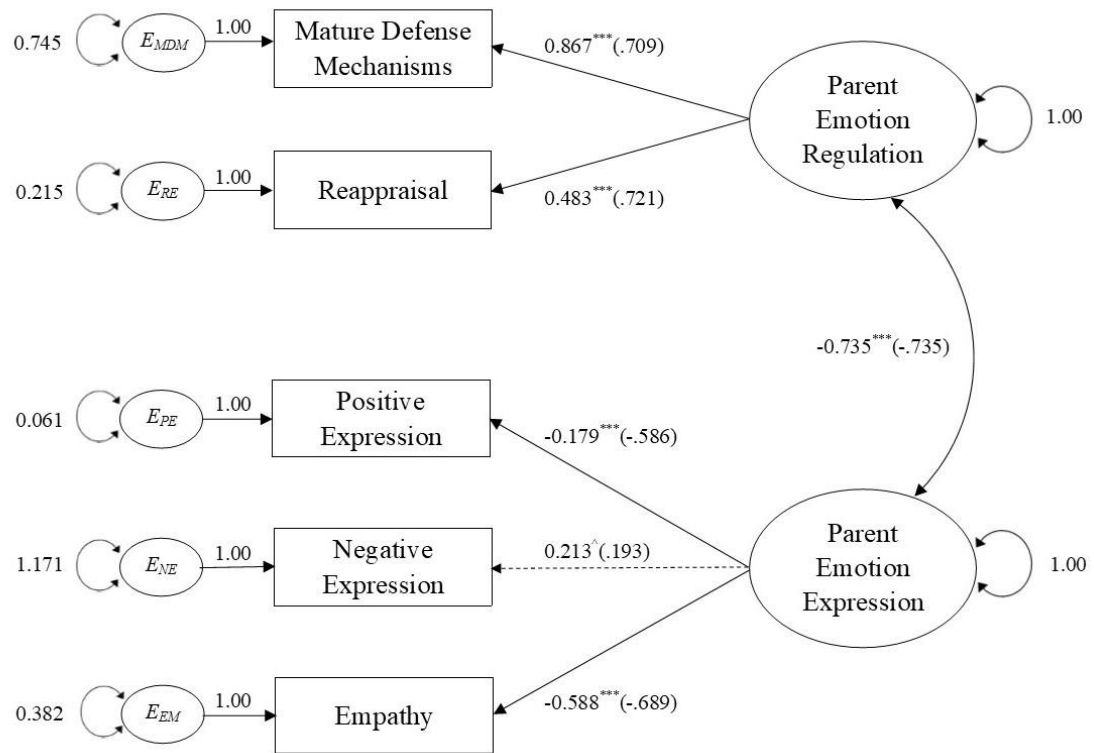 0.745
E_MDM
1.00
Mature Defense
Mechanisms
0.867***(.709)
Parent
Emotion
Regulation
1.00
0.215
E_RE
1.00
Reappraisal
0.483***(.721)
-0.735***(-.735)
0.061
E_PE
1.00
Positive
Expression
-0.179***(-.586)
1.171
E_NE
1.00
Negative
Expression
0.213^(.193)
Parent
Emotion
Expression
1.00
0.382
E_EM
1.00
Empathy
-0.588***(-.689)